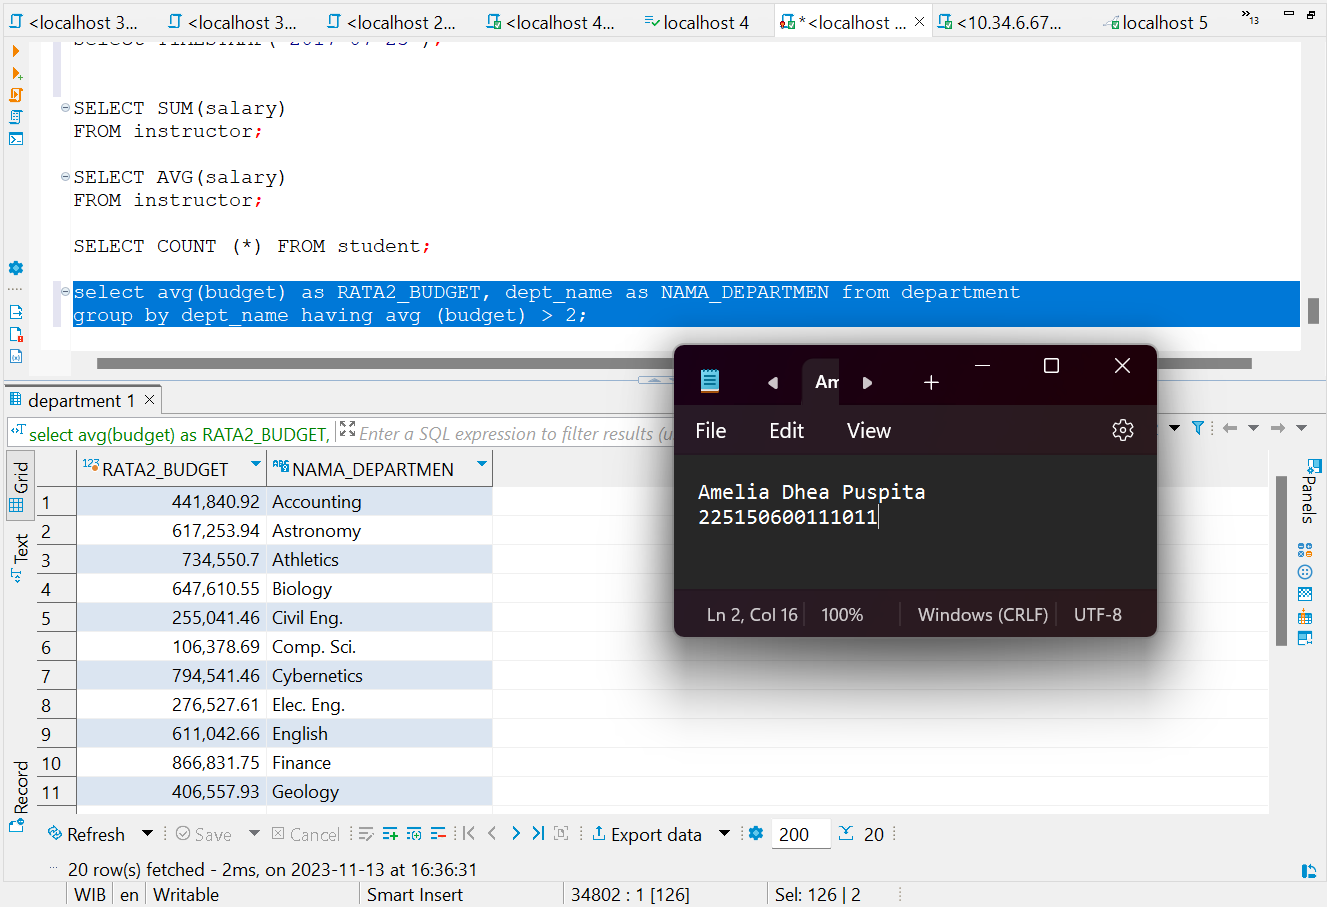 <localhost 3...
<localhost 3...
<localhost 2...
<localhost 4...
localhost 4
*<localhost ...
<10.34.6.67...
localhost 5
13
SELECT SUM(salary)
FROM instructor;
SELECT AVG(salary)
FROM instructor;
SELECT COUNT (*) FROM student;
select avg(budget) as RATA2_BUDGET, dept_name as NAMA_DEPARTMEN from department
group by dept_name having avg (budget) > 2;
Am
File Edit View
Amelia Dhea Puspita
225150600111011
Ln 2, Col 16 100% Windows (CRLF) UTF-8
department 1
select avg(budget) as RATA2_BUDGET, Enter a SQL expression to filter results (u
Grid
Text
Record
Panels
123 RATA2_BUDGET ABC NAMA_DEPARTMEN
1 441,840.92 Accounting
2 617,253.94 Astronomy
3 734,550.7 Athletics
4 647,610.55 Biology
5 255,041.46 Civil Eng.
6 106,378.69 Comp. Sci.
7 794,541.46 Cybernetics
8 276,527.61 Elec. Eng.
9 611,042.66 English
10 866,831.75 Finance
11 406,557.93 Geology
Refresh Save Cancel Export data 200 20
20 row(s) fetched - 2ms, on 2023-11-13 at 16:36:31
WIB en Writable Smart Insert 34802 : 1 [126] Sel: 126 | 2